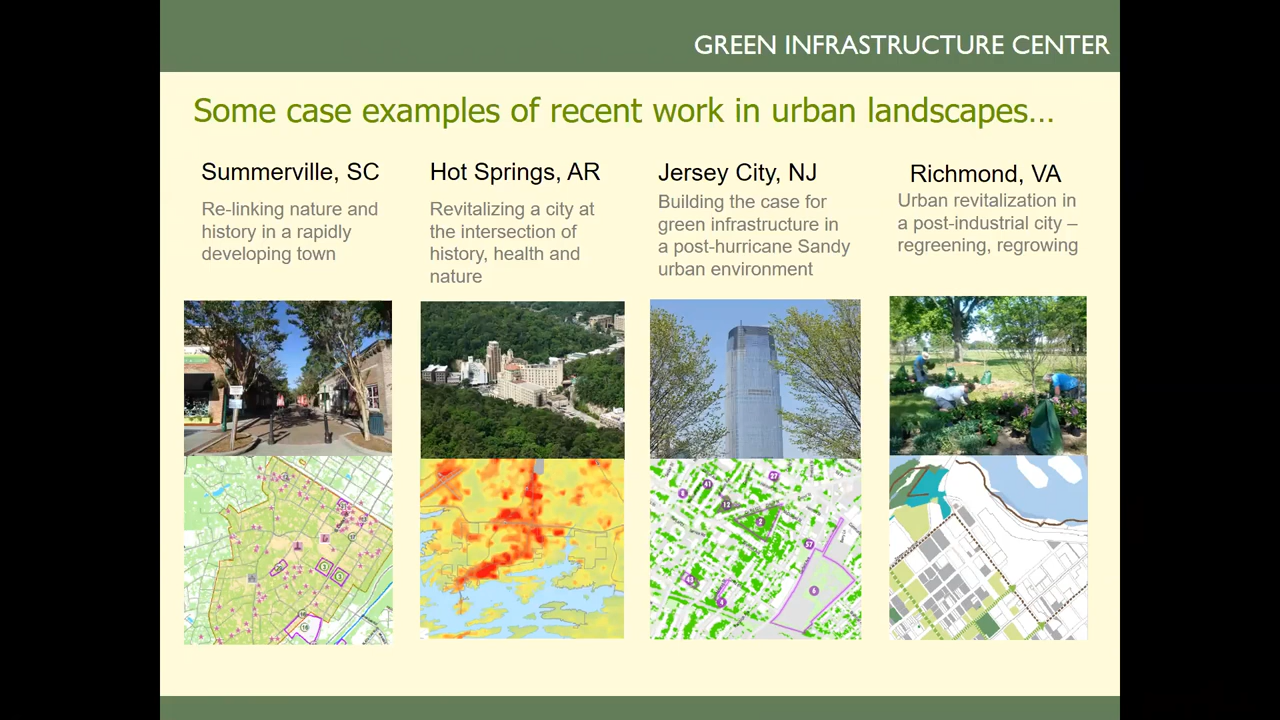 GREEN INFRASTRUCTURE CENTER
Some case examples of recent work in urban landscapes...
Summerville, SC
Re-linking nature and
history in a rapidly
developing town
Hot Springs, AR
Revitalizing a city at
the intersection of
history, health and
nature
Jersey City, NJ
Building the case for
green infrastructure in
a post-hurricane Sandy
urban environment
Richmond, VA
Urban revitalization in
a post-industrial city –
regreening, regrowing